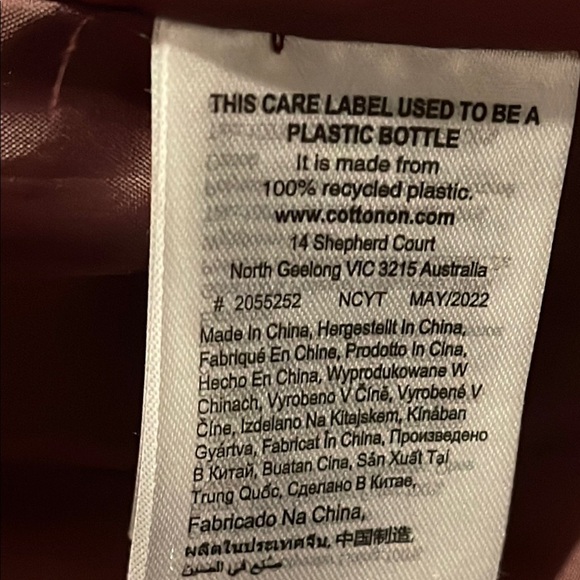 THIS CARE LABEL USED TO BE A
PLASTIC BOTTLE
It is made from
100% recycled plastic.
www.cottonon.com
14 Shepherd Court
North Geelong VIC 3215 Australia
# 2055252 NCYT MAY/2022
Made In China, Hergestellt In China,
Fabriqué En Chine, Prodotto In Cina,
Hecho En China, Wyprodukowane W
Chinach, Vyrobeno V Číně, Vyrobené V
Číne, Izdelano Na Kitajskem, Kínában
Gyártva, Fabricat În China, Произведено
В Китай, Buatan Cina, Sản Xuất Tại
Trung Quốc, Сделано В Китае,
Fabricado Na China,
ผลิตในประเทศจีน, 中国制造,
صنع في الصين